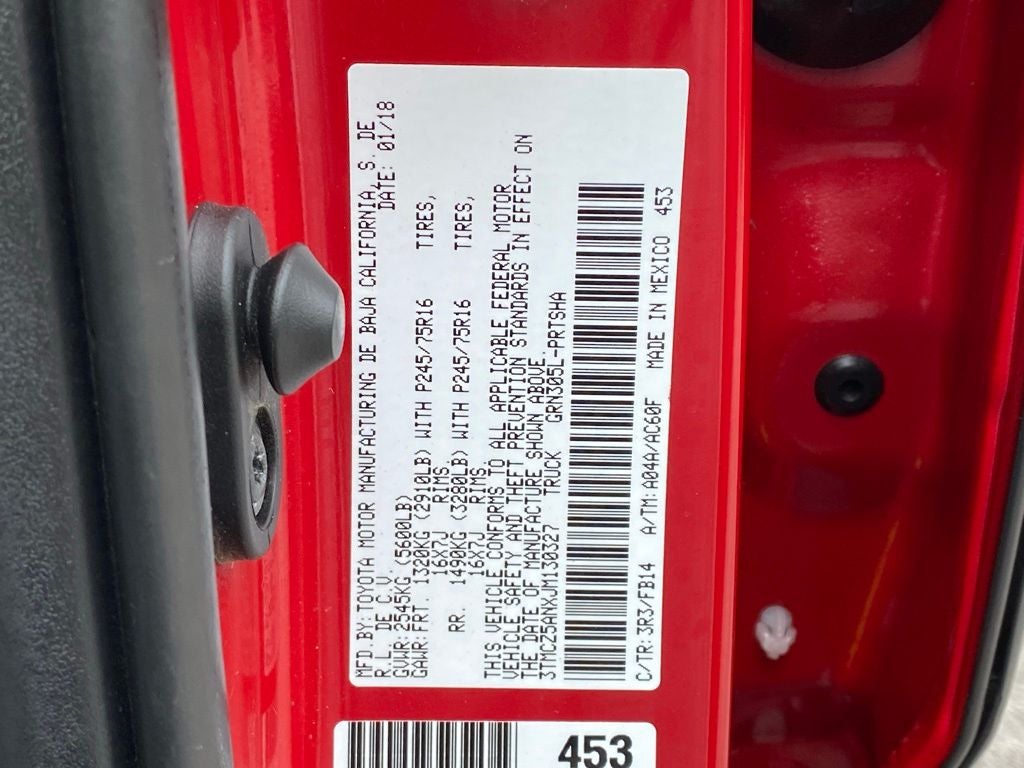 MFD.BY:TOYOTA MOTOR MANUFACTURING DE BAJA CALIFORNIA, S. DE
R.L. DE C.V. DATE: 01/18
GVWR:2545KG (5600LB)
GAWR:FRT. 1320KG (2910LB) WITH P245/75R16 TIRES,
16X7J RIMS.
RR. 1490KG (3280LB) WITH P245/75R16 TIRES,
16X7J RIMS.
THIS VEHICLE CONFORMS TO ALL APPLICABLE FEDERAL MOTOR
VEHICLE SAFETY AND THEFT PREVENTION STANDARDS IN EFFECT ON
THE DATE OF MANUFACTURE SHOWN ABOVE.
3TMCZ5ANXJM130327 TRUCK GRN305L-PRTSHA
C/TR:3R3/FB14 A/TM:A04A/AC60F MADE IN MEXICO 453
453